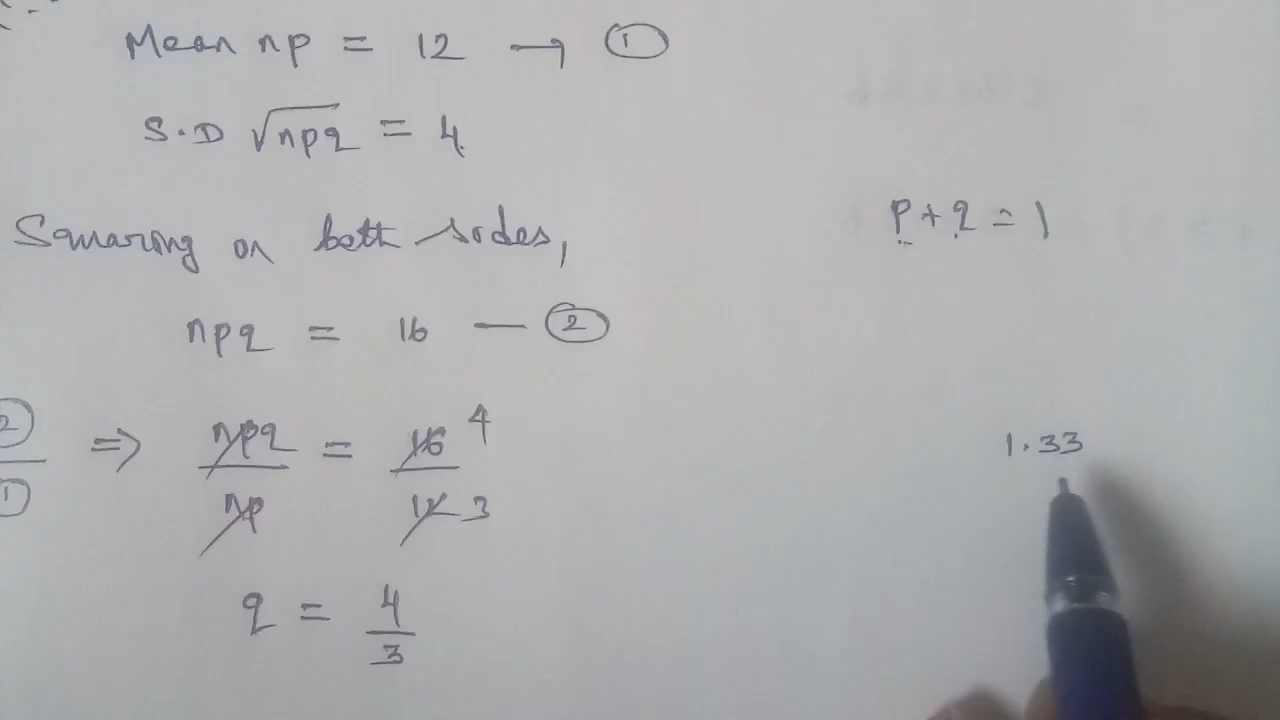 Mean np = 12 → ①
S.D √npq = 4
p + q = 1
Squaring on both sides,
npq = 16 — ②
②/① ⇒ npq/np = 16/12 4/3
1.33
q = 4/3